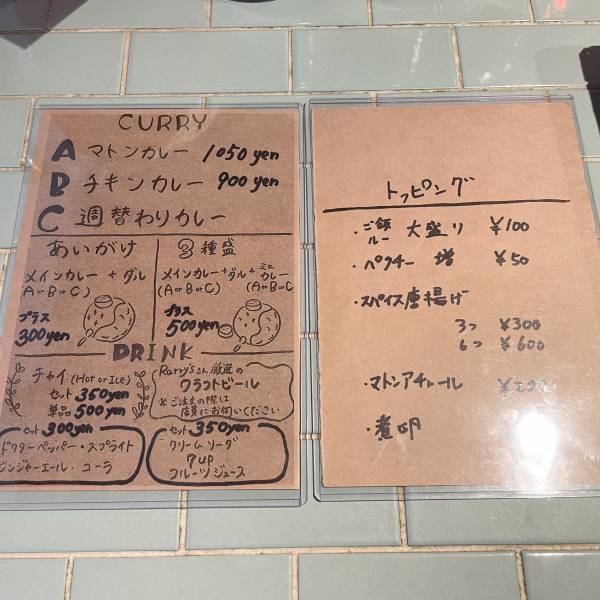 CURRY
A マトンカレー 1050yen
B チキンカレー 900yen
C 週替わりカレー
あいがけ
メインカレー + ダル
(A or B or C)
プラス
300yen
3種盛
メインカレー+ダル+ミニカレー
(A or B or C) (A or B or C)
プラス
500yen
DRINK
チャイ (Hot or Ice)
セット 350yen
単品 500yen
セット 300yen
ドクターペッパー・スプライト
ジンジャーエール・コーラ
さん厳選の
クラフトビール
※ご注文の際は
店員にお伺いください
セット 350yen
クリームソーダ
7up
フルーツジュース
トッピング
・ご飯 ルー 大盛り ¥100
・パクチー 増 ¥50
・スパイス唐揚げ
3つ ¥300
6つ ¥600
・マトンアチャール
・煮卵